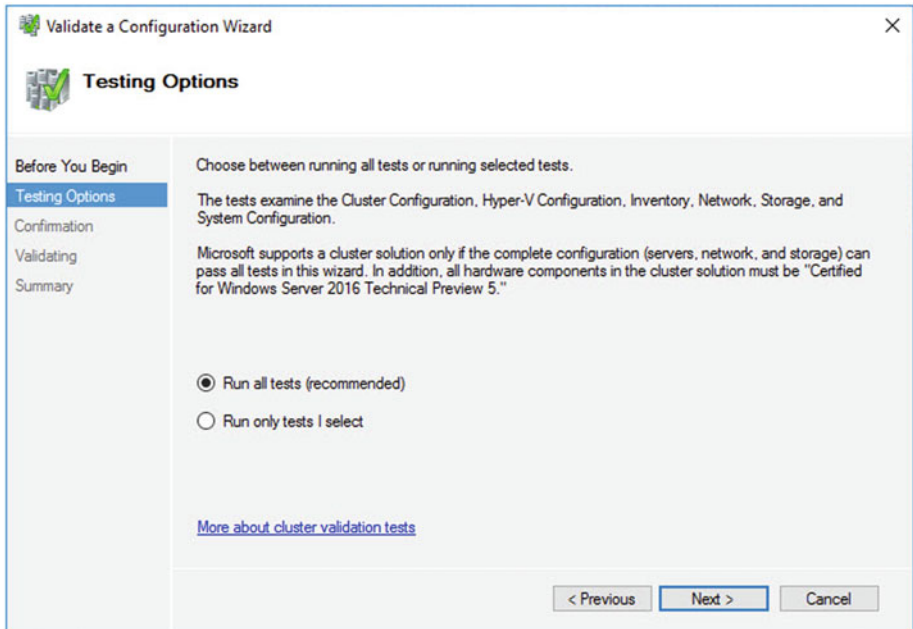 Validate a Configuration Wizard
Testing Options
Before You Begin
Testing Options
Confirmation
Validating
Summary
Choose between running all tests or running selected tests.
The tests examine the Cluster Configuration, Hyper-V Configuration, Inventory, Network, Storage, and
System Configuration.
Microsoft supports a cluster solution only if the complete configuration (servers, network, and storage) can
pass all tests in this wizard. In addition, all hardware components in the cluster solution must be "Certified
for Windows Server 2016 Technical Preview 5."
Run all tests (recommended)
Run only tests I select
More about cluster validation tests
< Previous
Next >
Cancel